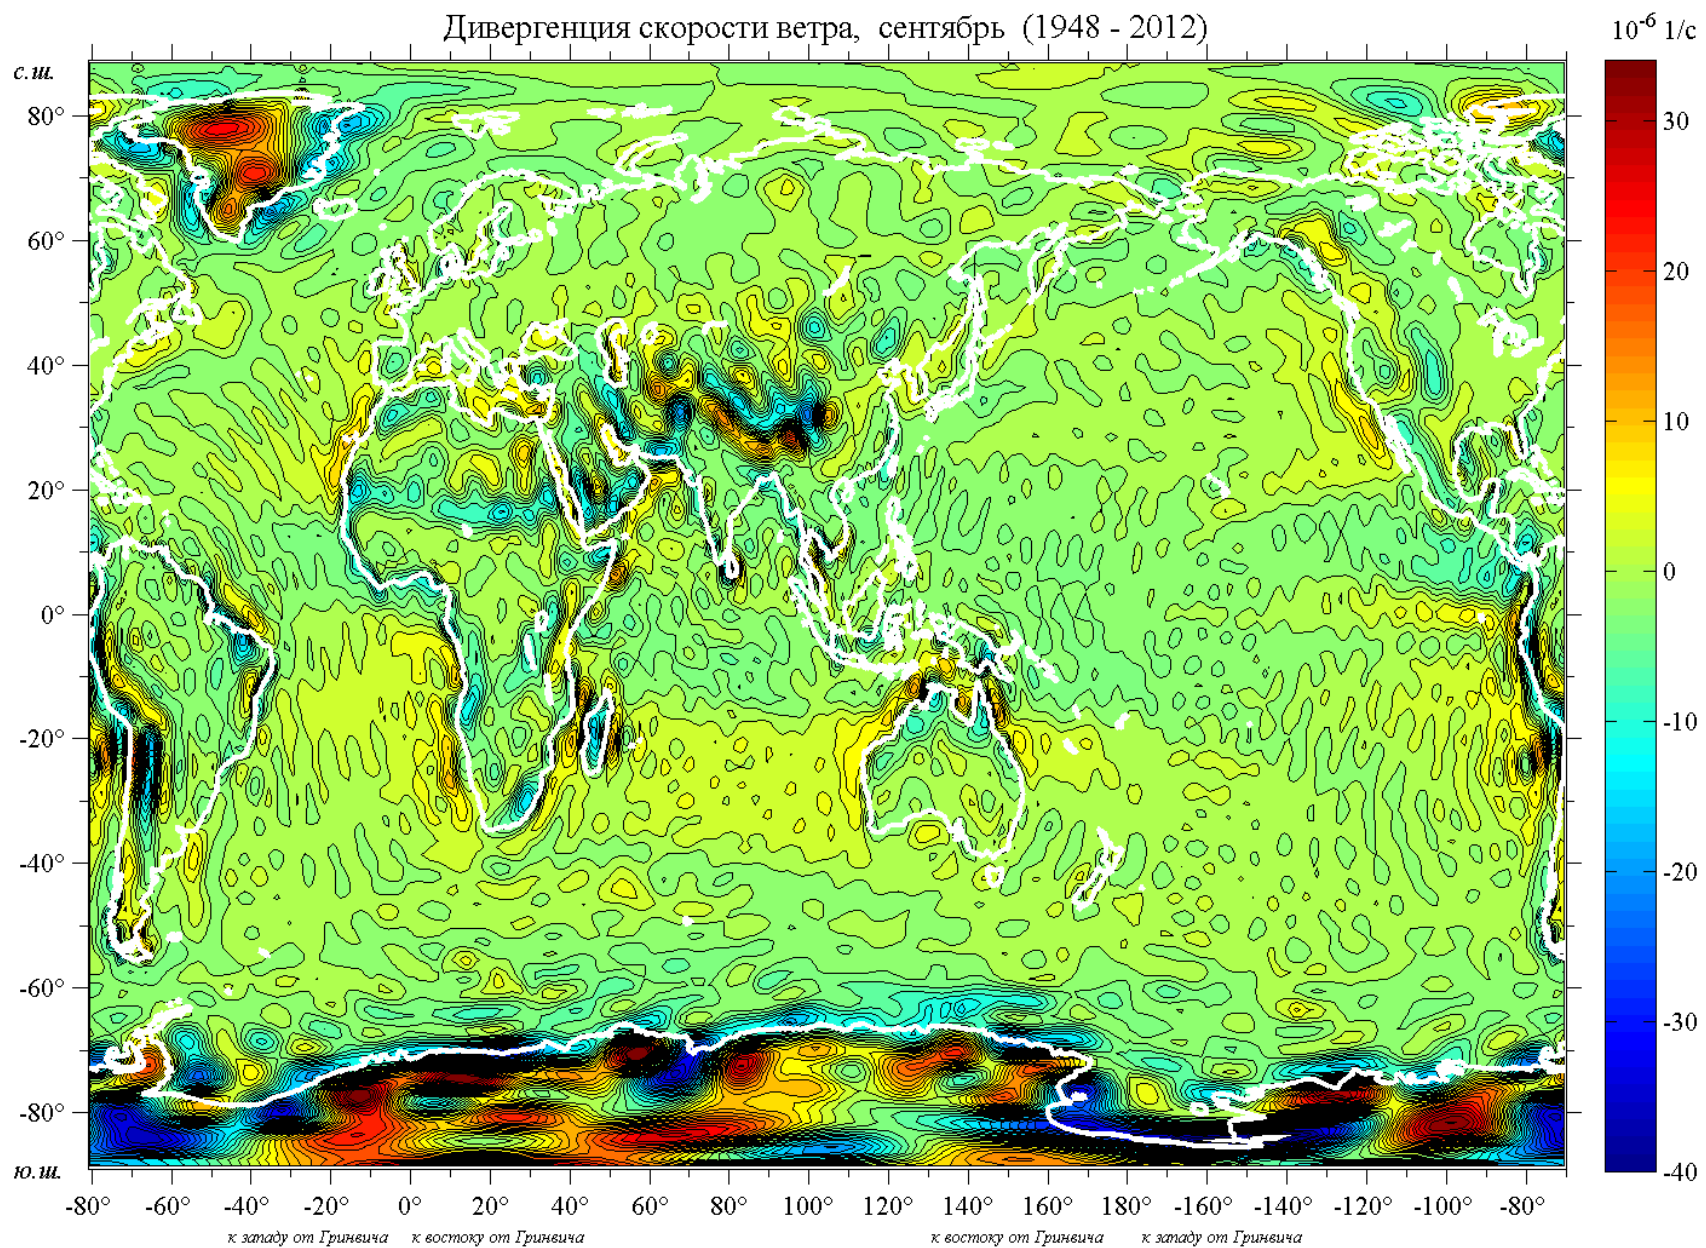 Дивергенция скорости ветра, сентябрь (1948 - 2012)
10⁻⁶ 1/с
с.ш.
80°
60°
40°
20°
0°
-20°
-40°
-60°
-80°
ю.ш.
30
20
10
0
-10
-20
-30
-40
-80° -60° -40° -20° 0° 20° 40° 60° 80° 100° 120° 140° 160° 180° -160° -140° -120° -100° -80°
к западу от Гринвича к востоку от Гринвича к востоку от Гринвича к западу от Гринвича